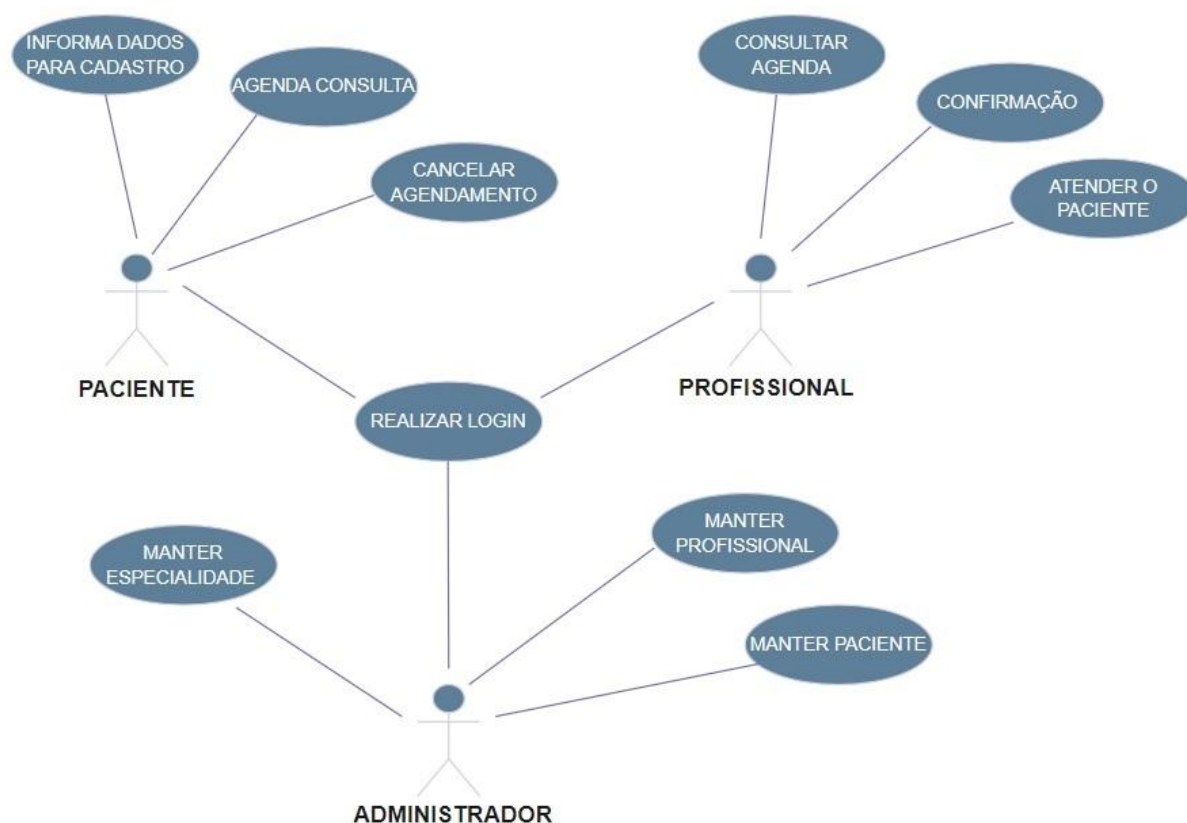 INFORMA DADOS
PARA CADASTRO
AGENDA CONSULTA
CANCELAR
AGENDAMENTO
CONSULTAR
AGENDA
CONFIRMAÇÃO
ATENDER O
PACIENTE
PACIENTE
PROFISSIONAL
REALIZAR LOGIN
MANTER
ESPECIALIDADE
MANTER
PROFISSIONAL
MANTER PACIENTE
ADMINISTRADOR